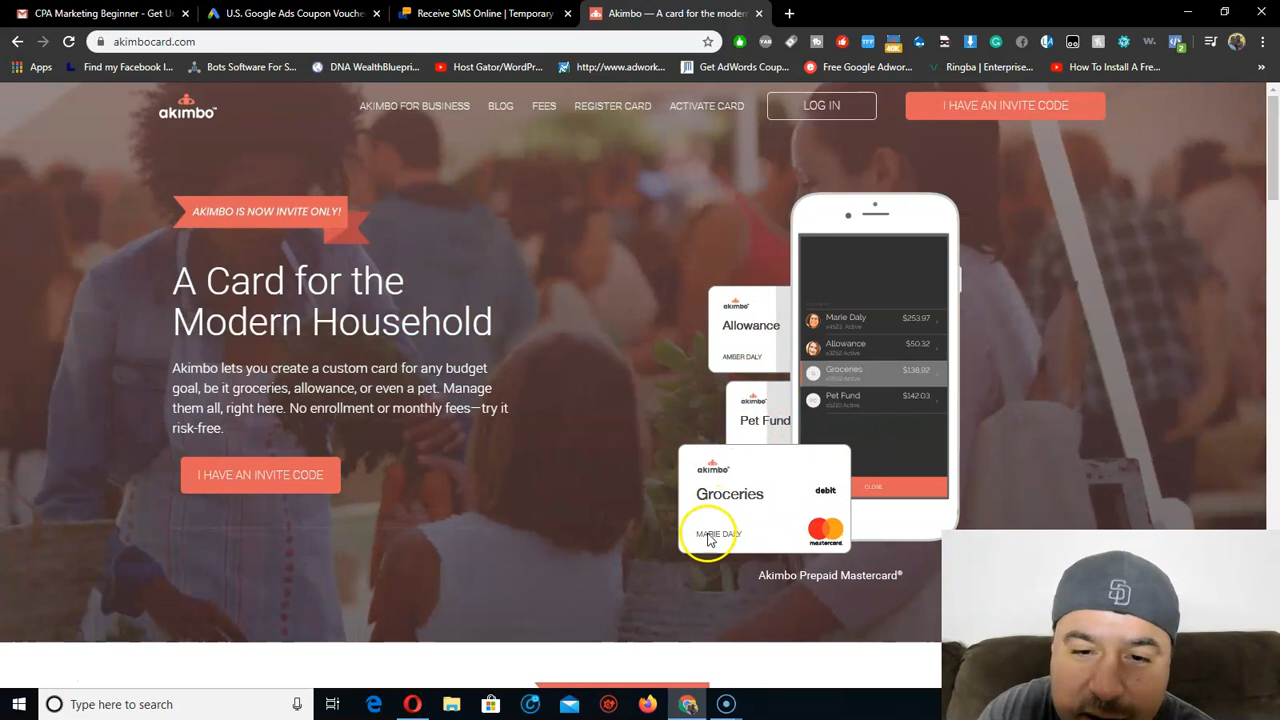 CPA Marketing Beginner - Get U
U.S. Google Ads Coupon Vouche
Receive SMS Online | Temporary
Akimbo — A card for the moder
akimbocard.com
Apps
Find my Facebook I...
Bots Software For S...
DNA WealthBluepri...
Host Gator/WordPr...
http://www.adwork...
Get AdWords Coup...
Free Google Adwor...
Ringba | Enterprise...
How To Install A Fre...
akimbo
AKIMBO FOR BUSINESS
BLOG
FEES
REGISTER CARD
ACTIVATE CARD
LOG IN
I HAVE AN INVITE CODE
AKIMBO IS NOW INVITE ONLY!
A Card for the
Modern Household
Akimbo lets you create a custom card for any budget
goal, be it groceries, allowance, or even a pet. Manage
them all, right here. No enrollment or monthly fees—try it
risk-free.
I HAVE AN INVITE CODE
akimbo
Allowance
AMBER DALY
akimbo
Pet Fund
akimbo
Groceries
debit
MARIE DALY
mastercard.
Marie Daly
$253.97
Allowance
$50.32
Groceries
$138.92
Pet Fund
$142.03
CLOSE
Akimbo Prepaid Mastercard®
SD
Type here to search